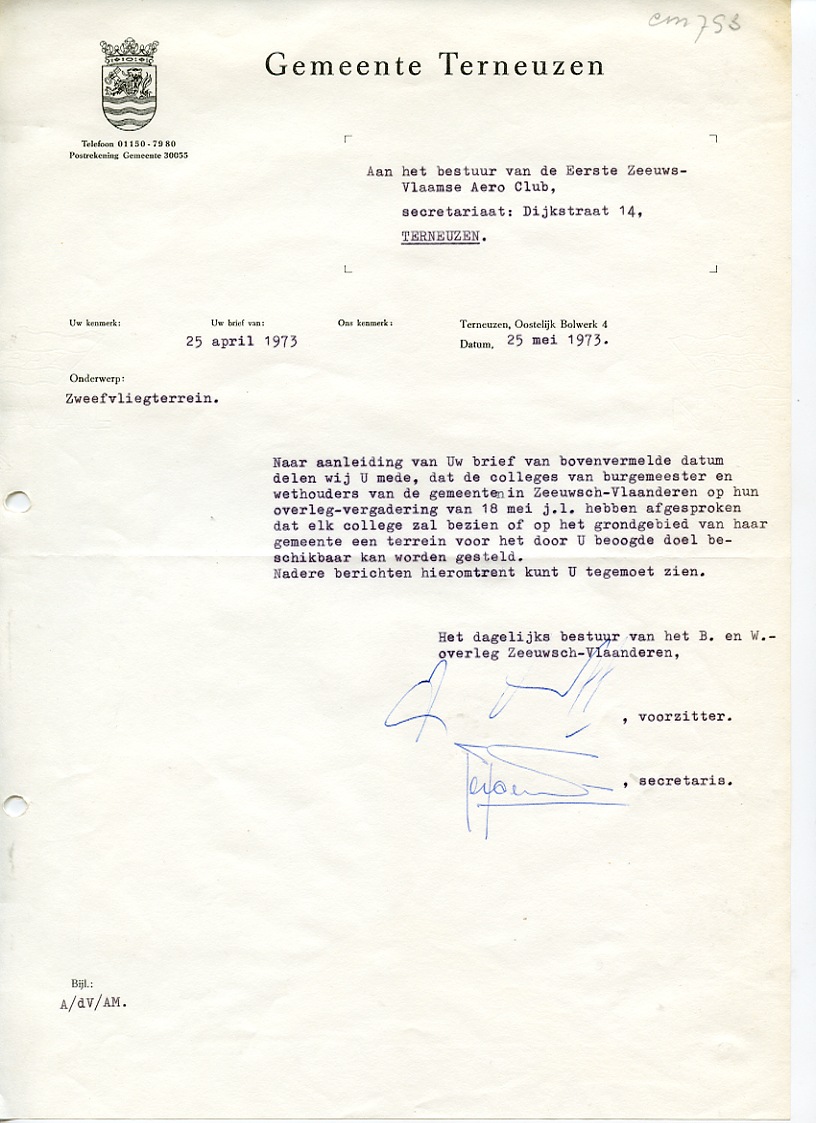 Gemeente Terneuzen
Telefoon 01150-7980
Postrekening Gemeente 30055
Aan het bestuur van de Eerste Zeeuws-
Vlaamse Aero Club,
secretariaat: Dijkstraat 14,
TERNEUZEN.
Uw kenmerk:
Uw brief van:
25 april 1973
Ons kenmerk:
Terneuzen, Oostelijk Bolwerk 4
Datum, 25 mei 1973.
Onderwerp:
Zweefvliegterrein.
Naar aanleiding van Uw brief van bovenvermelde datum
delen wij U mede, dat de colleges van burgemeester en
wethouders van de gemeenten in Zeeuwsch-Vlaanderen op hun
overleg-vergadering van 18 mei j.l. hebben afgesproken
dat elk college zal bezien of op het grondgebied van haar
gemeente een terrein voor het door U beoogde doel be-
schikbaar kan worden gesteld.
Nadere berichten hieromtrent kunt U tegemoet zien.
Het dagelijks bestuur van het B. en W.-
overleg Zeeuwsch-Vlaanderen,
, voorzitter.
, secretaris.
Bijl.:
A/dV/AM.